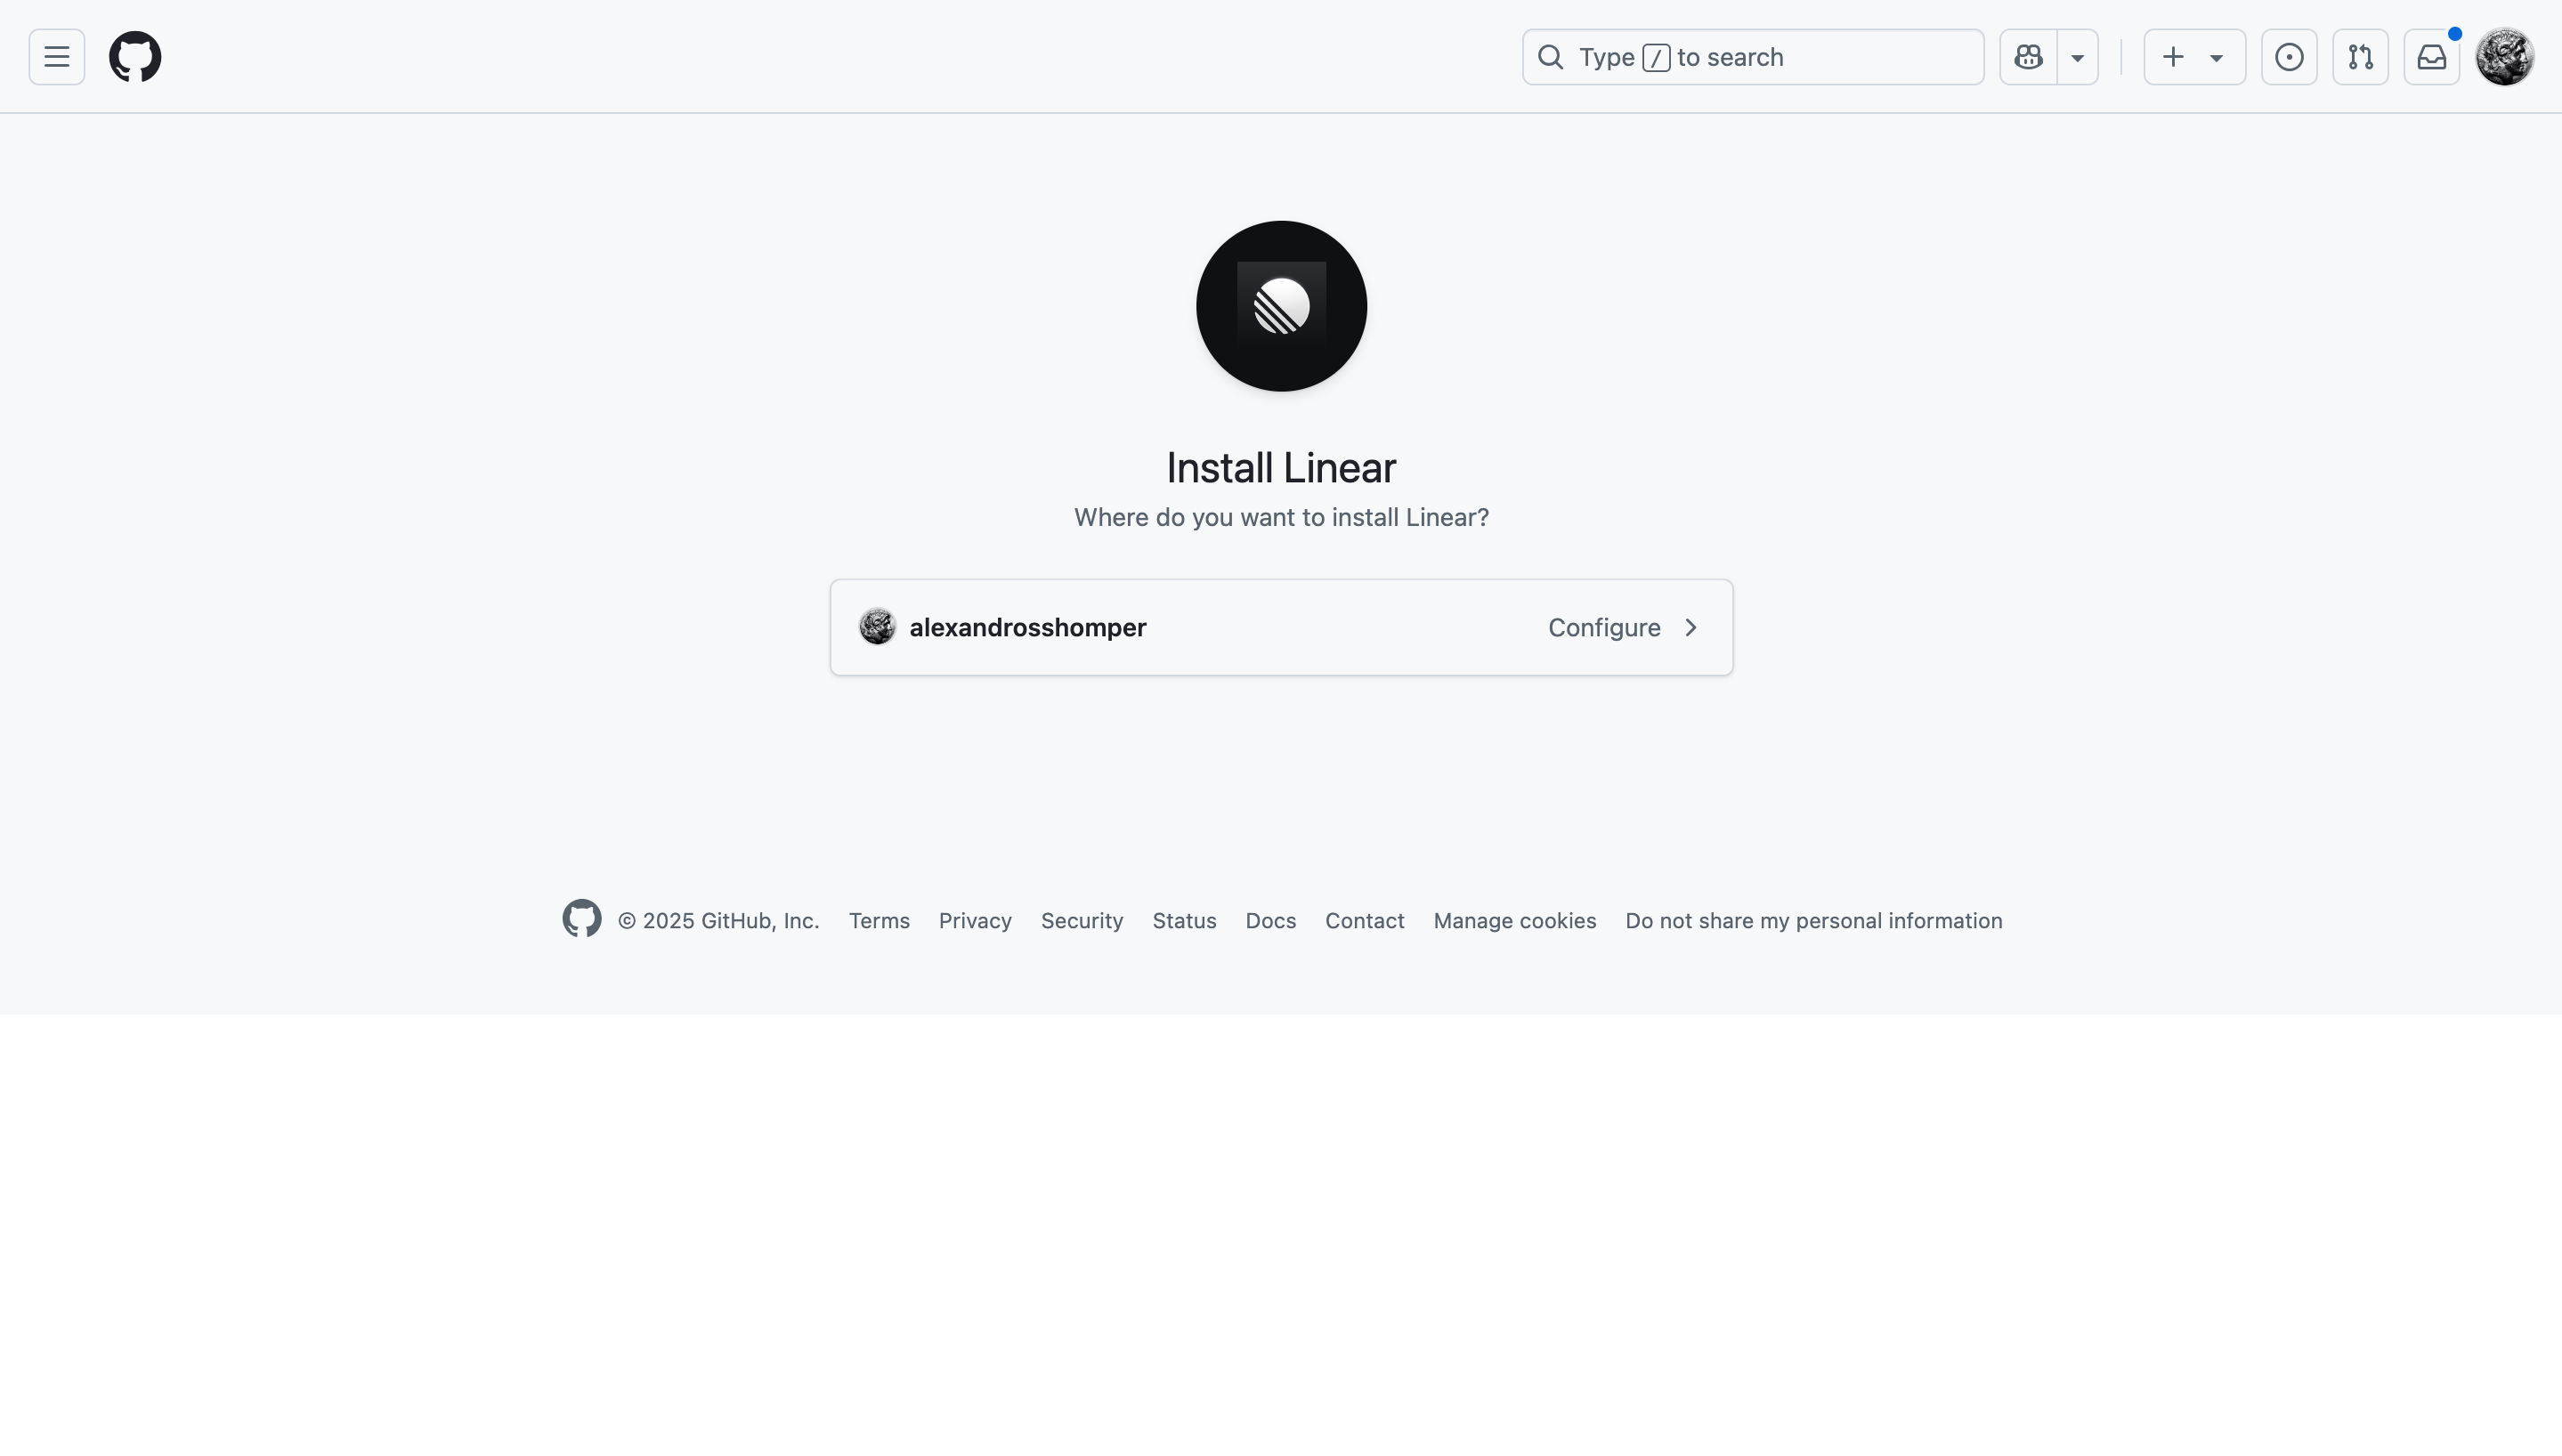 Type / to search
Install Linear
Where do you want to install Linear?
alexandrosshomper Configure
© 2025 GitHub, Inc. Terms Privacy Security Status Docs Contact Manage cookies Do not share my personal information